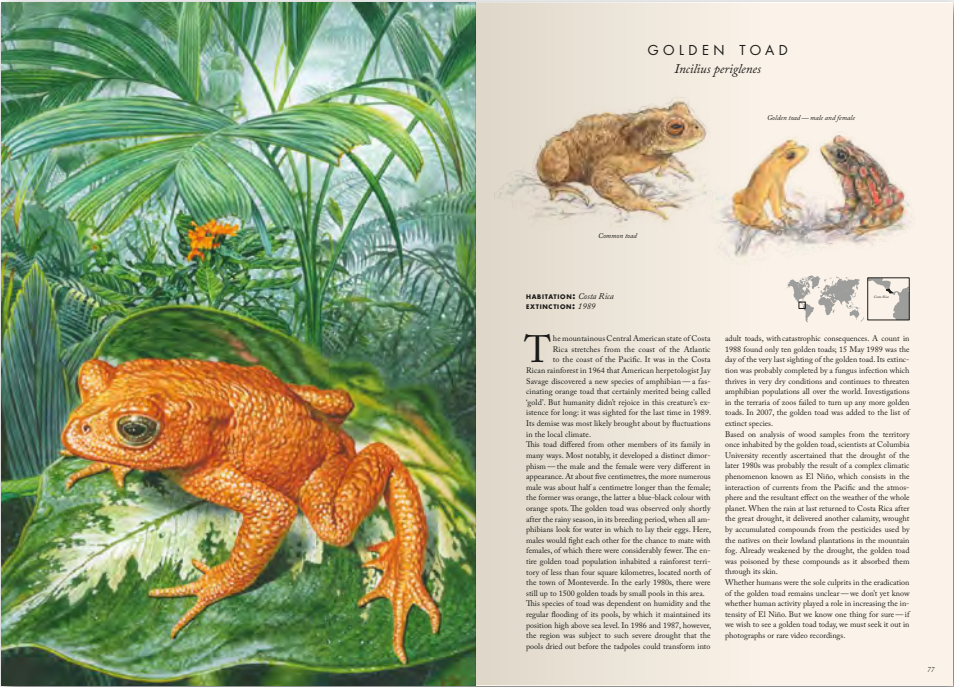 GOLDEN TOAD
Incilius periglenes
Golden toad — male and female
Common toad
HABITATION: Costa Rica
EXTINCTION: 1989
Costa Rica
The mountainous Central American state of Costa
Rica stretches from the coast of the Atlantic
to the coast of the Pacific. It was in the Costa
Rican rainforest in 1964 that American herpetologist Jay
Savage discovered a new species of amphibian — a fas-
cinating orange toad that certainly merited being called
'gold'. But humanity didn't rejoice in this creature's ex-
istence for long: it was sighted for the last time in 1989.
Its demise was most likely brought about by fluctuations
in the local climate.
This toad differed from other members of its family in
many ways. Most notably, it developed a distinct dimor-
phism — the male and the female were very different in
appearance. At about five centimetres, the more numerous
male was about half a centimetre longer than the female;
the former was orange, the latter a blue-black colour with
orange spots. The golden toad was observed only shortly
after the rainy season, in its breeding period, when all am-
phibians look for water in which to lay their eggs. Here,
males would fight each other for the chance to mate with
females, of which there were considerably fewer. The en-
tire golden toad population inhabited a rainforest terri-
tory of less than four square kilometres, located north of
the town of Monteverde. In the early 1980s, there were
still up to 1500 golden toads by small pools in this area.
This species of toad was dependent on humidity and the
regular flooding of its pools, by which it maintained its
position high above sea level. In 1986 and 1987, however,
the region was subject to such severe drought that the
pools dried out before the tadpoles could transform into
adult toads, with catastrophic consequences. A count in
1988 found only ten golden toads; 15 May 1989 was the
day of the very last sighting of the golden toad. Its extinc-
tion was probably completed by a fungus infection which
thrives in very dry conditions and continues to threaten
amphibian populations all over the world. Investigations
in the terraria of zoos failed to turn up any more golden
toads. In 2007, the golden toad was added to the list of
extinct species.
Based on analysis of wood samples from the territory
once inhabited by the golden toad, scientists at Columbia
University recently ascertained that the drought of the
later 1980s was probably the result of a complex climatic
phenomenon known as El Niño, which consists in the
interaction of currents from the Pacific and the atmos-
phere and the resultant effect on the weather of the whole
planet. When the rain at last returned to Costa Rica after
the great drought, it delivered another calamity, wrought
by accumulated compounds from the pesticides used by
the natives on their lowland plantations in the mountain
fog. Already weakened by the drought, the golden toad
was poisoned by these compounds as it absorbed them
through its skin.
Whether humans were the sole culprits in the eradication
of the golden toad remains unclear — we don't yet know
whether human activity played a role in increasing the in-
tensity of El Niño. But we know one thing for sure — if
we wish to see a golden toad today, we must seek it out in
photographs or rare video recordings.
77